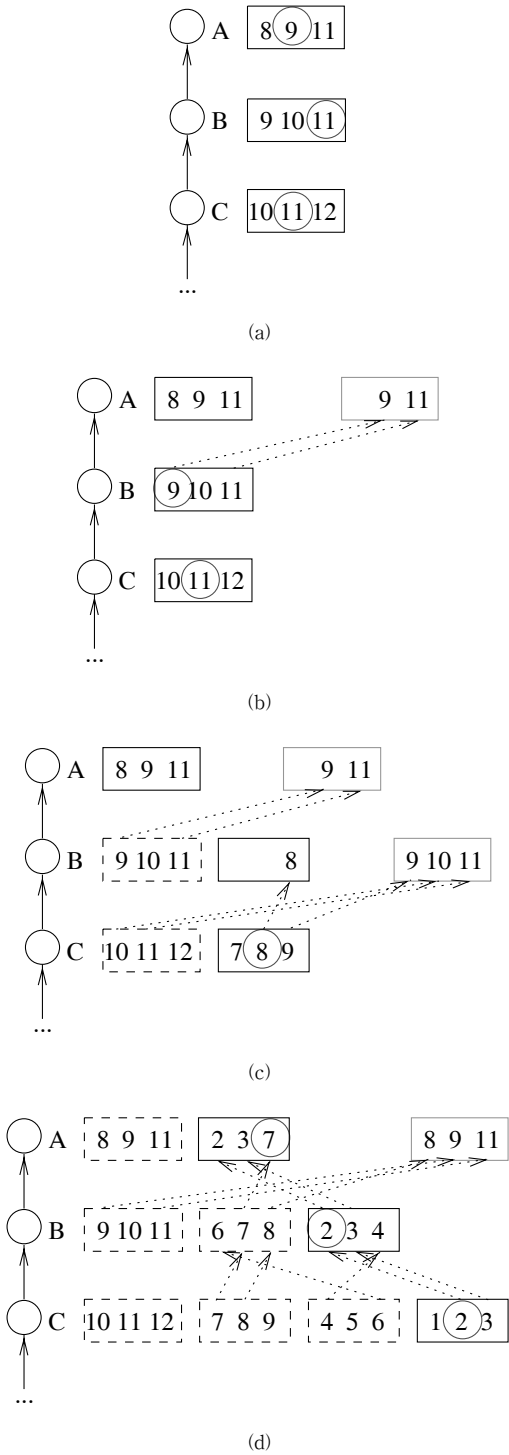 A 8 9 11
B 9 10 11
C 10 11 12
...
(a)
A 8 9 11 9 11
B 9 10 11
C 10 11 12
...
(b)
A 8 9 11 9 11
B 9 10 11 8 9 10 11
C 10 11 12 7 8 9
...
(c)
A 8 9 11 2 3 7 8 9 11
B 9 10 11 6 7 8 2 3 4
C 10 11 12 7 8 9 4 5 6 1 2 3
...
(d)